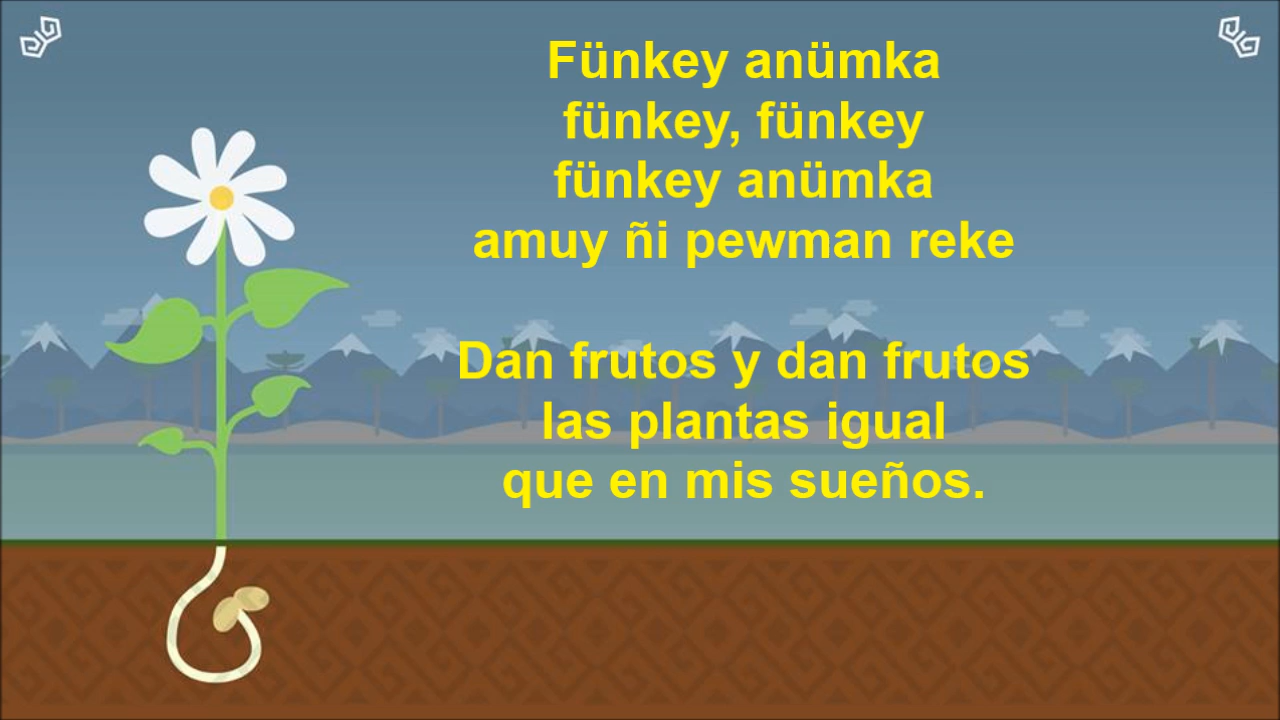 Fünkey anümka
fünkey, fünkey
fünkey anümka
amuy ñi pewman reke
Dan frutos y dan frutos
las plantas igual
que en mis sueños.